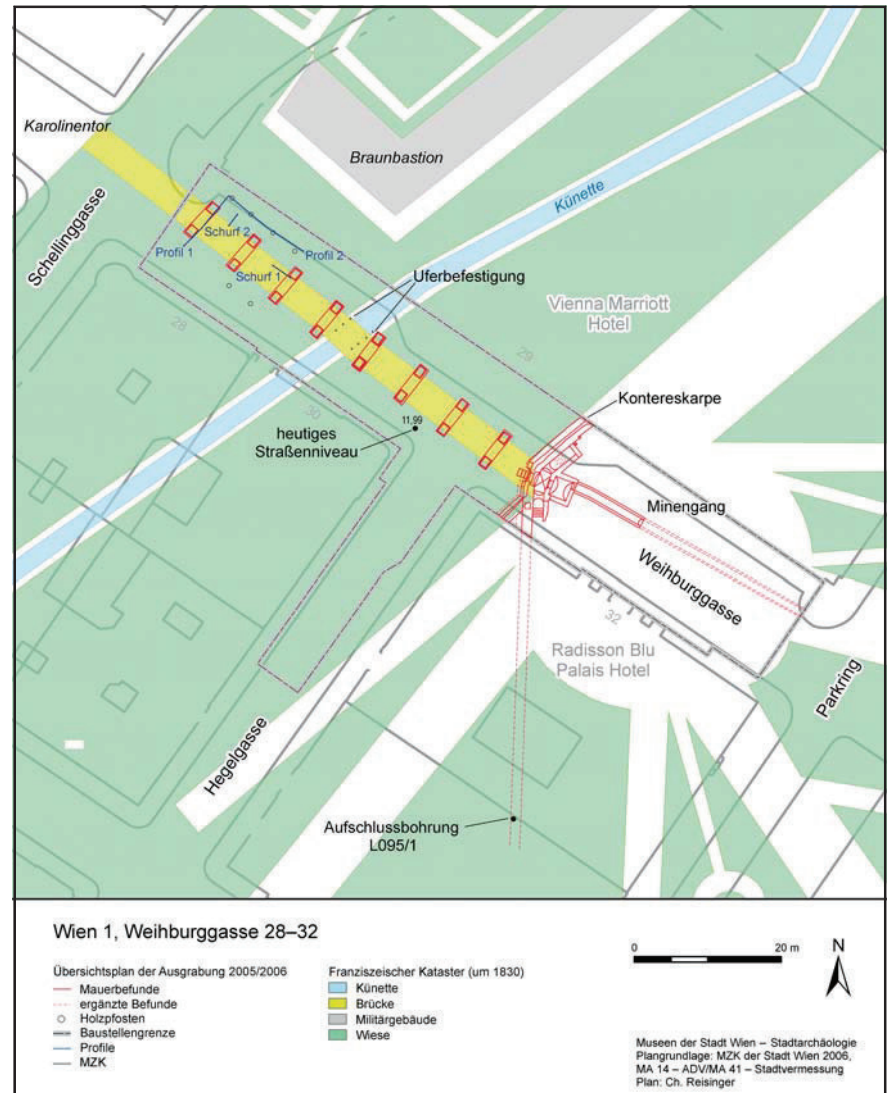 Karolinentor
Braunbastion
Künette
Schellinggasse
Schurf 2
Profil 1
Profil 2
Schurf 1
Uferbefestigung
Vienna Marriott
Hotel
28
29
30
Kontereskarpe
11,99
heutiges
Straßenniveau
Minengang
Weihburggasse
32
Radisson Blu
Palais Hotel
Parkring
Hegelgasse
Aufschlussbohrung
L095/1
Wien 1, Weihburggasse 28–32
Übersichtsplan der Ausgrabung 2005/2006
Mauerbefunde
ergänzte Befunde
Holzpfosten
Baustellengrenze
Profile
MZK
Franziszeischer Kataster (um 1830)
Künette
Brücke
Militärgebäude
Wiese
0 20 m
N
Museen der Stadt Wien – Stadtarchäologie
Plangrundlage: MZK der Stadt Wien 2006,
MA 14 – ADV/MA 41 – Stadtvermessung
Plan: Ch. Reisinger